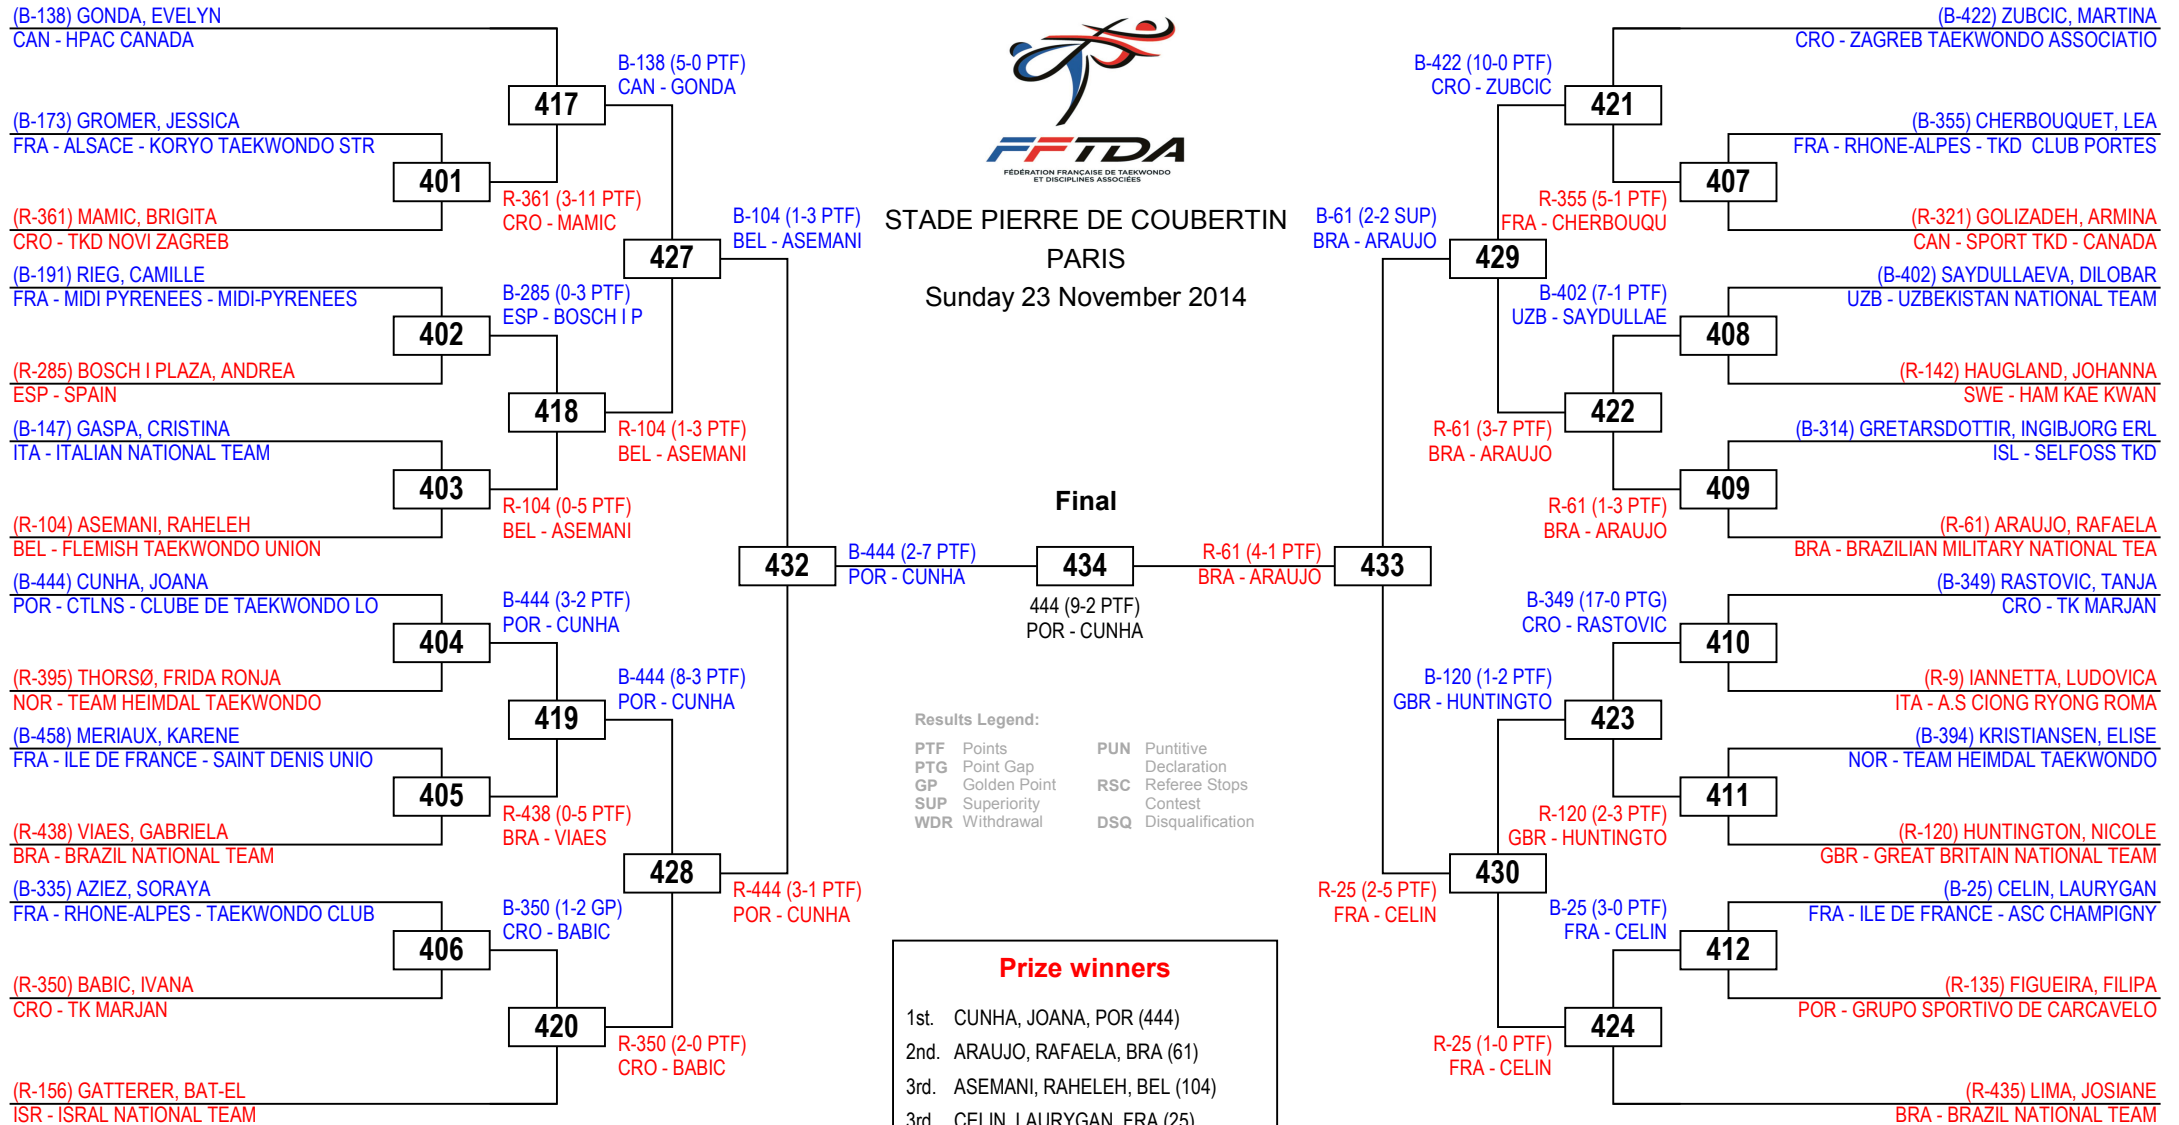 (B-138) GONDA, EVELYN
CAN - HPAC CANADA
(B-173) GROMER, JESSICA
FRA - ALSACE - KORYO TAEKWONDO STR
(R-361) MAMIC, BRIGITA
CRO - TKD NOVI ZAGREB
(B-191) RIEG, CAMILLE
FRA - MIDI PYRENEES - MIDI-PYRENEES
(R-285) BOSCH I PLAZA, ANDREA
ESP - SPAIN
(B-147) GASPA, CRISTINA
ITA - ITALIAN NATIONAL TEAM
(R-104) ASEMANI, RAHELEH
BEL - FLEMISH TAEKWONDO UNION
(B-444) CUNHA, JOANA
POR - CTLNS - CLUBE DE TAEKWONDO LO
(R-395) THORSØ, FRIDA RONJA
NOR - TEAM HEIMDAL TAEKWONDO
(B-458) MERIAUX, KARENE
FRA - ILE DE FRANCE - SAINT DENIS UNIO
(R-438) VIAES, GABRIELA
BRA - BRAZIL NATIONAL TEAM
(B-335) AZIEZ, SORAYA
FRA - RHONE-ALPES - TAEKWONDO CLUB
(R-350) BABIC, IVANA
CRO - TK MARJAN
(R-156) GATTERER, BAT-EL
ISR - ISRAL NATIONAL TEAM
401
402
403
404
405
406
R-361 (3-11 PTF)
CRO - MAMIC
B-285 (0-3 PTF)
ESP - BOSCH I P
R-104 (0-5 PTF)
BEL - ASEMANI
B-444 (3-2 PTF)
POR - CUNHA
R-438 (0-5 PTF)
BRA - VIAES
B-350 (1-2 GP)
CRO - BABIC
417
418
419
420
B-138 (5-0 PTF)
CAN - GONDA
R-104 (1-3 PTF)
BEL - ASEMANI
B-444 (8-3 PTF)
POR - CUNHA
R-350 (2-0 PTF)
CRO - BABIC
427
428
B-104 (1-3 PTF)
BEL - ASEMANI
R-444 (3-1 PTF)
POR - CUNHA
432
B-444 (2-7 PTF)
POR - CUNHA
FFTDA
FÉDÉRATION FRANÇAISE DE TAEKWONDO
ET DISCIPLINES ASSOCIÉES
STADE PIERRE DE COUBERTIN
PARIS
Sunday 23 November 2014
Final
434
444 (9-2 PTF)
POR - CUNHA
Results Legend:
PTF Points
PTG Point Gap
GP Golden Point
SUP Superiority
WDR Withdrawal
PUN Puntitive
Declaration
RSC Referee Stops
Contest
DSQ Disqualification
Prize winners
1st. CUNHA, JOANA, POR (444)
2nd. ARAUJO, RAFAELA, BRA (61)
3rd. ASEMANI, RAHELEH, BEL (104)
3rd. CELIN, LAURYGAN, FRA (25)
R-61 (4-1 PTF)
BRA - ARAUJO
433
B-61 (2-2 SUP)
BRA - ARAUJO
R-25 (2-5 PTF)
FRA - CELIN
429
430
B-422 (10-0 PTF)
CRO - ZUBCIC
R-61 (3-7 PTF)
BRA - ARAUJO
B-120 (1-2 PTF)
GBR - HUNTINGTO
R-25 (1-0 PTF)
FRA - CELIN
421
422
423
424
R-355 (5-1 PTF)
FRA - CHERBOUQU
B-402 (7-1 PTF)
UZB - SAYDULLAE
R-61 (1-3 PTF)
BRA - ARAUJO
B-349 (17-0 PTG)
CRO - RASTOVIC
R-120 (2-3 PTF)
GBR - HUNTINGTO
B-25 (3-0 PTF)
FRA - CELIN
407
408
409
410
411
412
(B-422) ZUBCIC, MARTINA
CRO - ZAGREB TAEKWONDO ASSOCIATIO
(B-355) CHERBOUQUET, LEA
FRA - RHONE-ALPES - TKD CLUB PORTES
(R-321) GOLIZADEH, ARMINA
CAN - SPORT TKD - CANADA
(B-402) SAYDULLAEVA, DILOBAR
UZB - UZBEKISTAN NATIONAL TEAM
(R-142) HAUGLAND, JOHANNA
SWE - HAM KAE KWAN
(B-314) GRETARSDOTTIR, INGIBJORG ERL
ISL - SELFOSS TKD
(R-61) ARAUJO, RAFAELA
BRA - BRAZILIAN MILITARY NATIONAL TEA
(B-349) RASTOVIC, TANJA
CRO - TK MARJAN
(R-9) IANNETTA, LUDOVICA
ITA - A.S CIONG RYONG ROMA
(B-394) KRISTIANSEN, ELISE
NOR - TEAM HEIMDAL TAEKWONDO
(R-120) HUNTINGTON, NICOLE
GBR - GREAT BRITAIN NATIONAL TEAM
(B-25) CELIN, LAURYGAN
FRA - ILE DE FRANCE - ASC CHAMPIGNY
(R-135) FIGUEIRA, FILIPA
POR - GRUPO SPORTIVO DE CARCAVELO
(R-435) LIMA, JOSIANE
BRA - BRAZIL NATIONAL TEAM